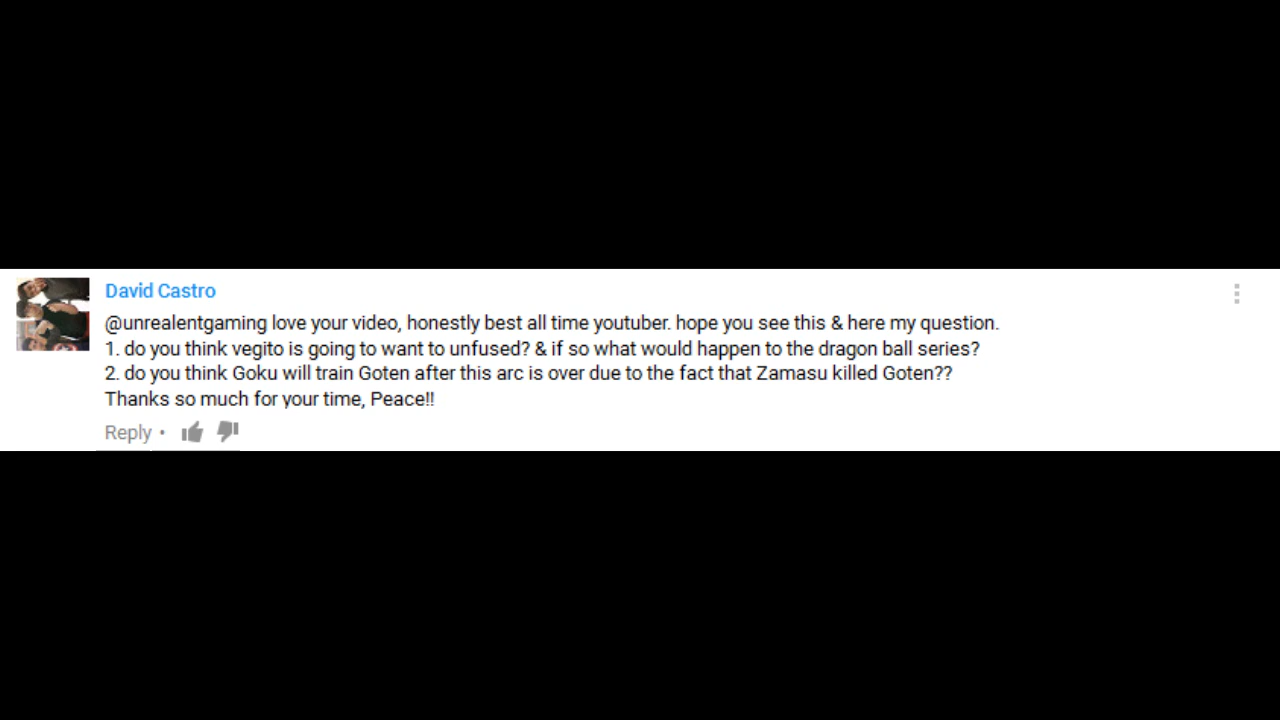 David Castro
@unrealentgaming love your video, honestly best all time youtuber. hope you see this & here my question.
1. do you think vegito is going to want to unfused? & if so what would happen to the dragon ball series?
2. do you think Goku will train Goten after this arc is over due to the fact that Zamasu killed Goten??
Thanks so much for your time, Peace!!
Reply •